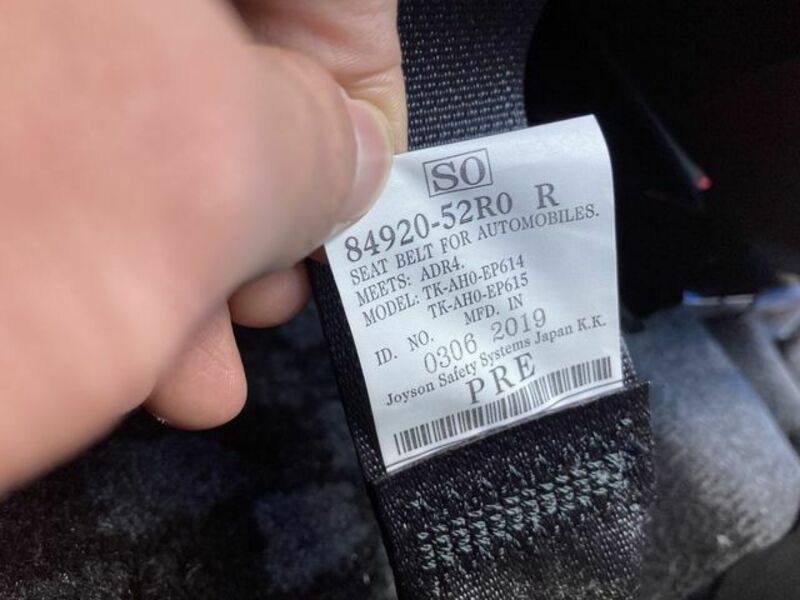 SO
84920-52R0 R
SEAT BELT FOR AUTOMOBILES.
MEETS: ADR4.
MODEL: TK-AH0-EP614
TK-AH0-EP615
ID. NO. MFD. IN
0306 2019
Joyson Safety Systems Japan K.K.
PRE